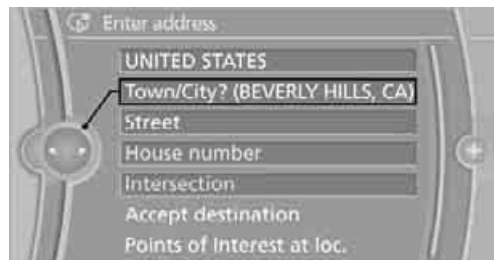 Enter address
UNITED STATES
Town/City? (BEVERLY HILLS, CA)
Street
House number
Intersection
Accept destination
Points of Interest at loc.